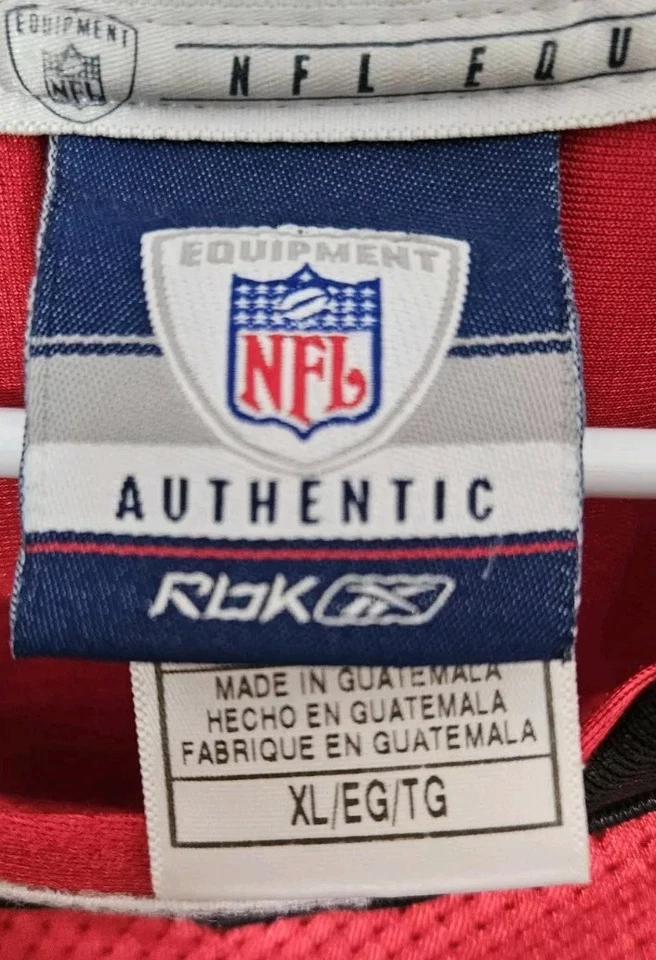 EQUIPMENT
NFL
NFL EQU
EQUIPMENT
NFL
AUTHENTIC
RbK
MADE IN GUATEMALA
HECHO EN GUATEMALA
FABRIQUE EN GUATEMALA
XL/EG/TG